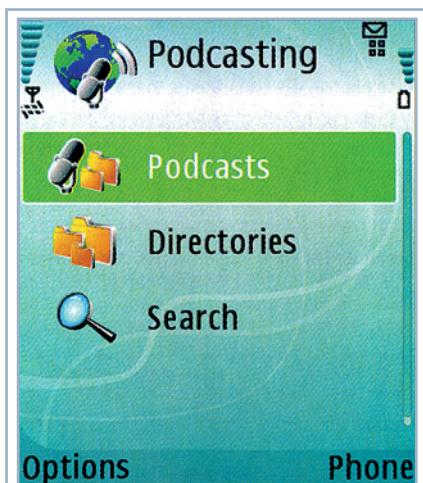 Podcasting
Podcasts
Directories
Search
Options
Phone